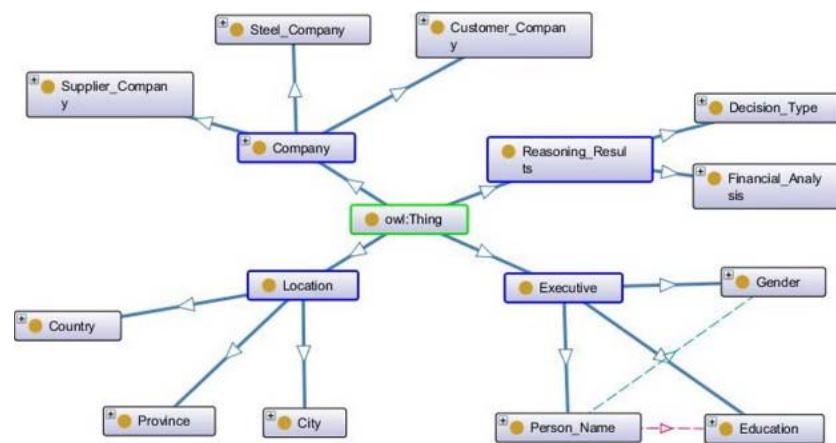 Steel_Company
Customer_Compan
y
Supplier_Compan
y
Company
Decision_Type
Reasoning_Resul
ts
Financial_Analy
sis
owl:Thing
Location
Executive
Gender
Country
Province
City
Person_Name
Education